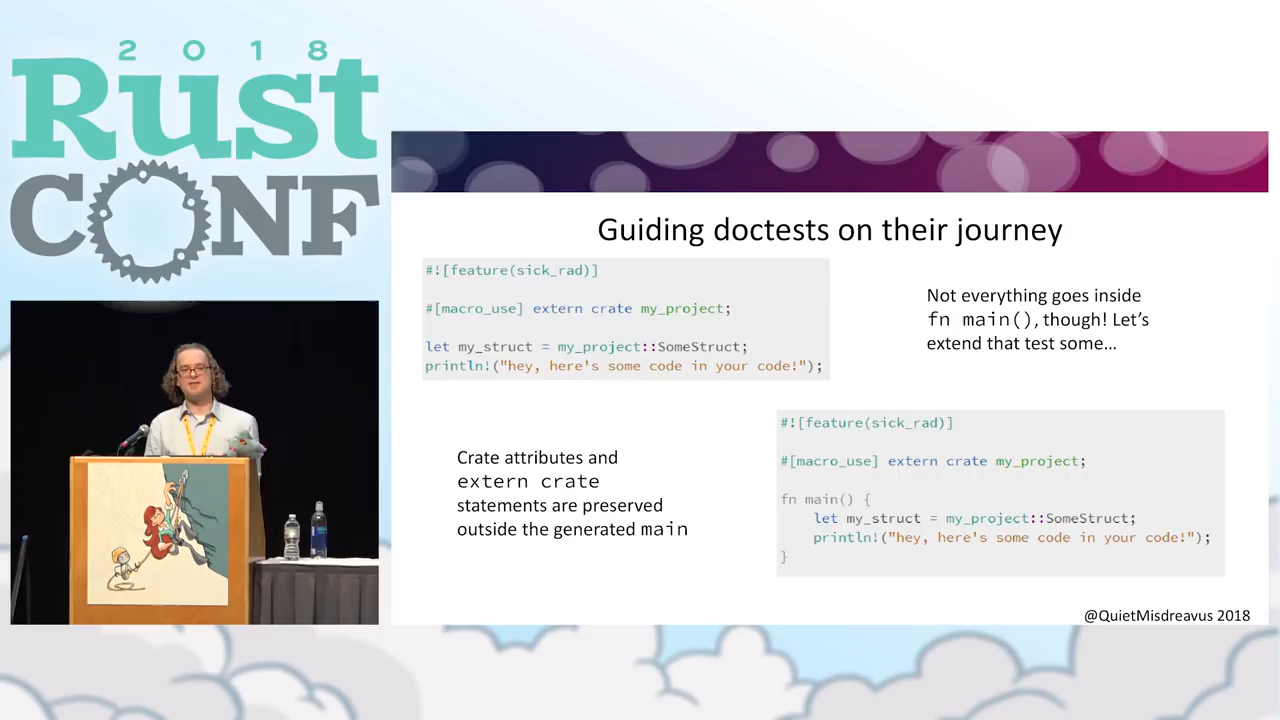 2018
Rust
CONF
Guiding doctests on their journey
#![feature(sick_rad)]
#[macro_use] extern crate my_project;
let my_struct = my_project::SomeStruct;
println!("hey, here's some code in your code!");
Not everything goes inside
fn main(), though! Let's
extend that test some…
Crate attributes and
extern crate
statements are preserved
outside the generated main
#![feature(sick_rad)]
#[macro_use] extern crate my_project;
fn main() {
    let my_struct = my_project::SomeStruct;
    println!("hey, here's some code in your code!");
}
@QuietMisdreavus 2018